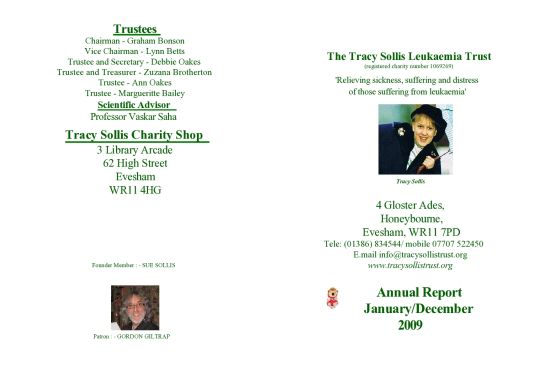 Trustees
Chairman - Graham Bonson
Vice Chairman - Lynn Betts
Trustee and Secretary - Debbie Oakes
Trustee and Treasurer - Zuzana Brotherton
Trustee - Ann Oakes
Trustee - Margueritte Bailey
Scientific Advisor
Professor Vaskar Saha
Tracy Sollis Charity Shop
3 Library Arcade
62 High Street
Evesham
WR11 4HG
Founder Member : - SUE SOLLIS
Patron : - GORDON GILTRAP
The Tracy Sollis Leukaemia Trust
(registered charity number 1069269)
'Relieving sickness, suffering and distress
of those suffering from leukaemia'
Tracy Sollis
4 Gloster Ades,
Honeybourne,
Evesham, WR11 7PD
Tele: (01386) 834544/ mobile 07707 522450
E.mail info@tracysollistrust.org
www.tracysollistrust.org
Annual Report
January/December
2009